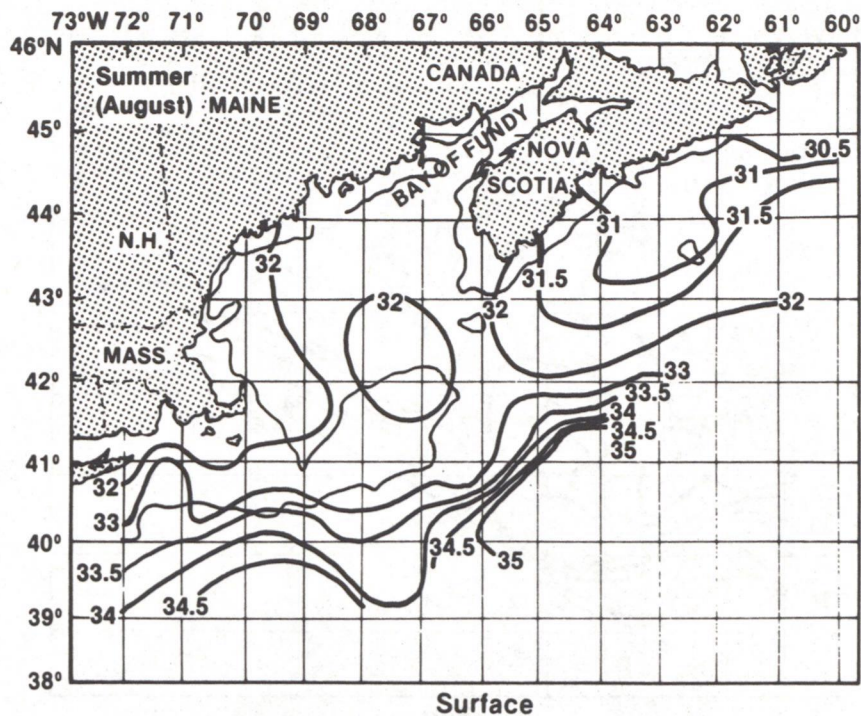 73°W 72° 71° 70° 69° 68° 67° 66° 65° 64° 63° 62° 61° 60°
46°N
Summer
(August)
MAINE
CANADA
45°
BAY OF FUNDY
NOVA
SCOTIA
30.5
31
31.5
44°
31
N.H.
32
31.5
43°
32
32
32
MASS.
42°
33
33.5
34
34.5
35
41°
32
33
40°
34.5
35
33.5
34
34.5
39°
38°
Surface